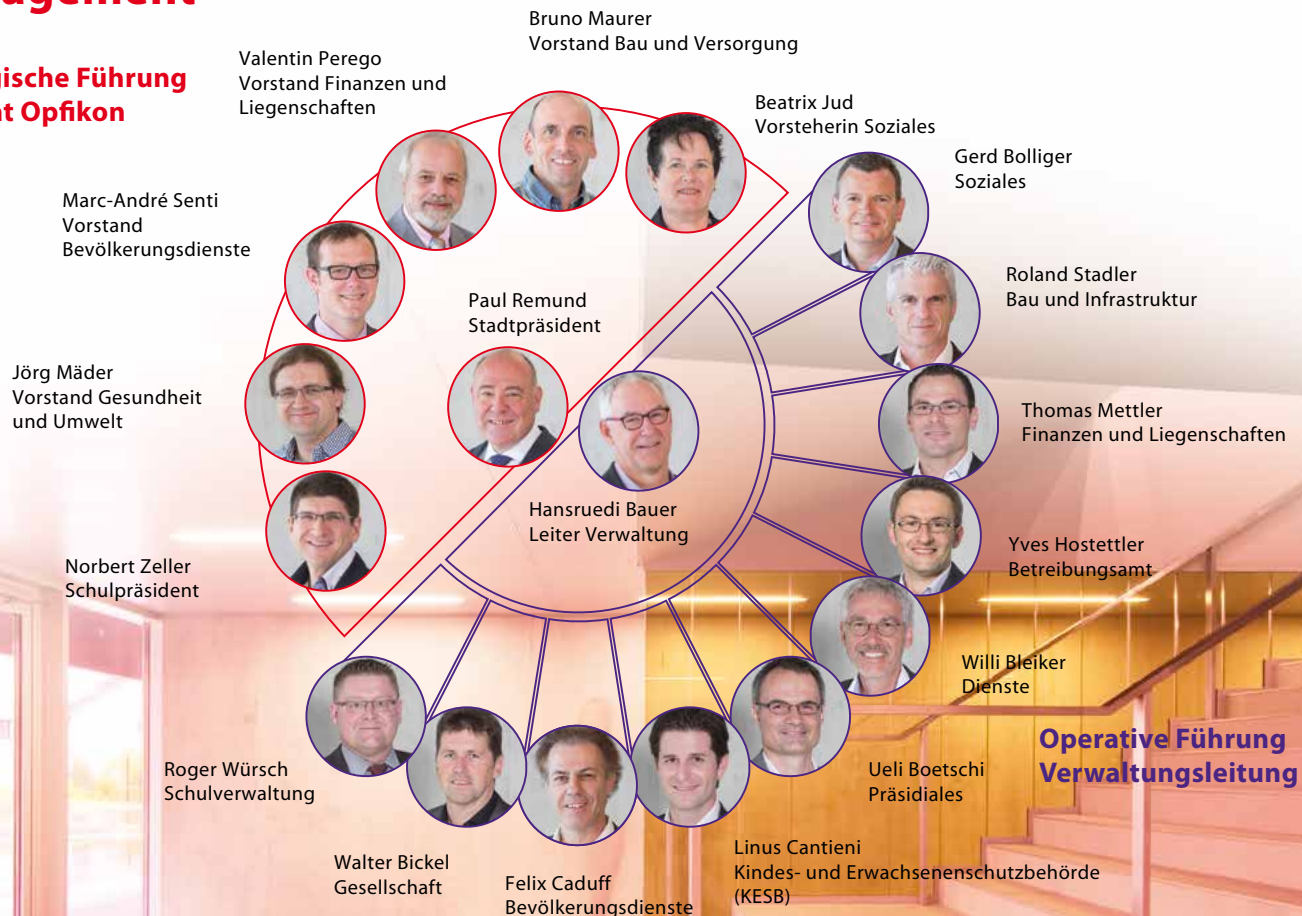 Bruno Maurer
Vorstand Bau und Versorgung
Valentin Perego
Vorstand Finanzen und
Liegenschaften
Führung
Opfikon
Beatrix Jud
Vorsteherin Soziales
Gerd Bolliger
Soziales
Marc-André Senti
Vorstand
Bevölkerungsdienste
Roland Stadler
Bau und Infrastruktur
Paul Remund
Stadtpräsident
Jörg Mäder
Vorstand Gesundheit
und Umwelt
Thomas Mettler
Finanzen und Liegenschaften
Hansruedi Bauer
Leiter Verwaltung
Yves Hostettler
Betreibungsamt
Norbert Zeller
Schulpräsident
Willi Bleiker
Dienste
Operative Führung
Verwaltungsleitung
Ueli Boetschi
Präsidiales
Roger Würsch
Schulverwaltung
Linus Cantieni
Kindes- und Erwachsenenschutzbehörde
(KESB)
Walter Bickel
Gesellschaft
Felix Caduff
Bevölkerungsdienste